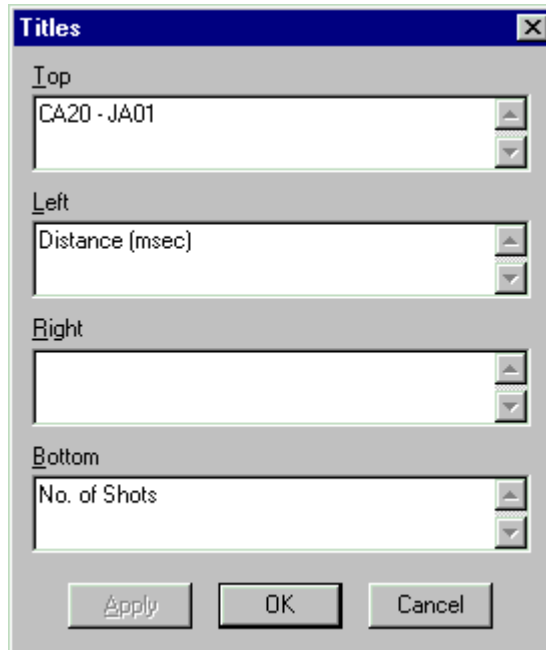 Titles
Top
CA20 - JA01
Left
Distance (msec)
Right
Bottom
No. of Shots
Apply OK Cancel